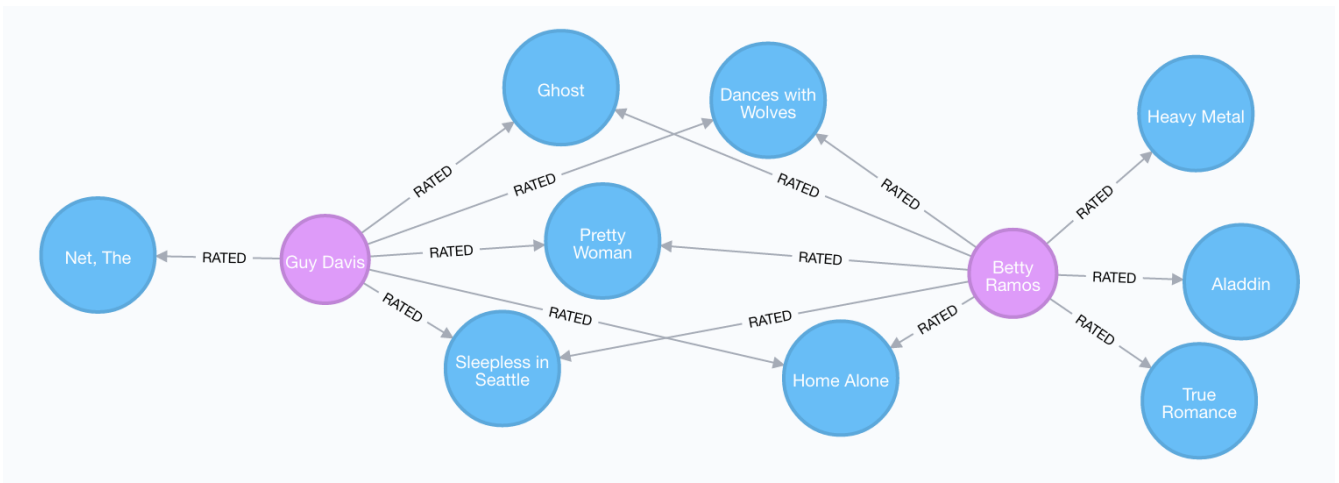 Ghost
Dances with
Wolves
Heavy Metal
RATED
RATED
RATED
RATED
RATED
Net, The
RATED
Guy Davis
RATED
Pretty
Woman
RATED
Betty
Ramos
RATED
Aladdin
RATED
RATED
RATED
RATED
RATED
Sleepless in
Seattle
Home Alone
True
Romance